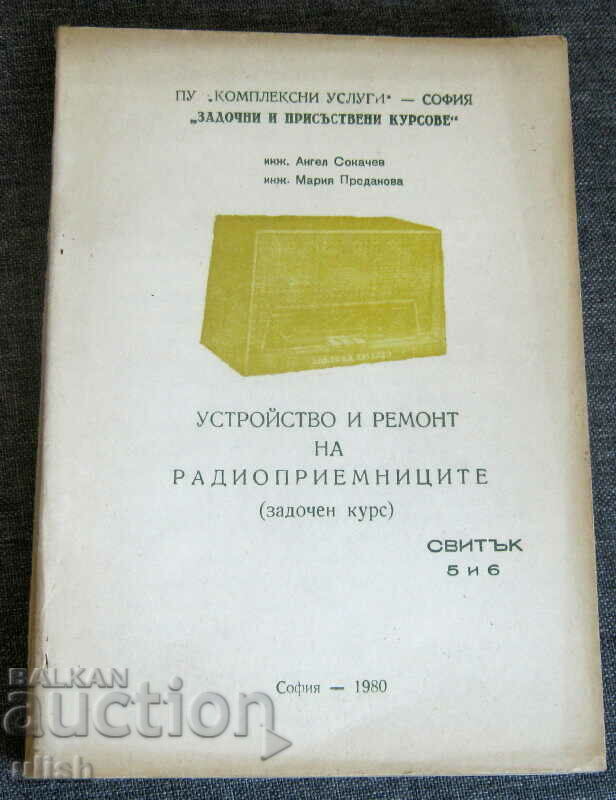 ПУ „КОМПЛЕКСНИ УСЛУГИ" — СОФИЯ
„ЗАДОЧНИ И ПРИСЪСТВЕНИ КУРСОВЕ"
инж. Ангел Сокачев
инж. Мария Проданова
УСТРОЙСТВО И РЕМОНТ
НА
РАДИОПРИЕМНИЦИТЕ
(задочен курс)
СВИТЪК
5 и 6
София — 1980
BALKAN
auction
ulish